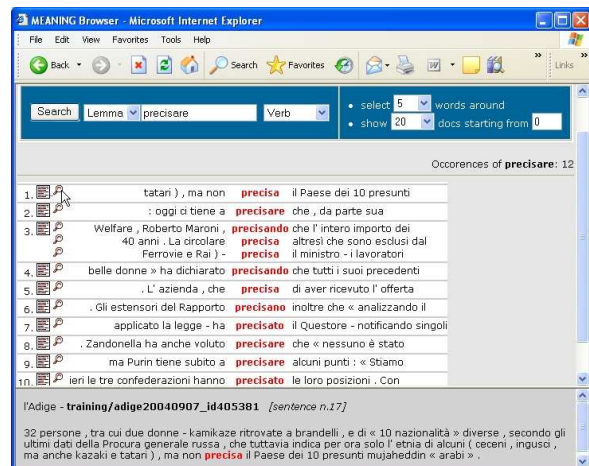 MEANING Browser - Microsoft Internet Explorer
File Edit View Favorites Tools Help
Back Search Favorites Links
Search Lemma precisare Verb
• select 5 words around
• show 20 docs starting from 0
Occorences of precisare: 12
1. tatari ) , ma non precisa il Paese dei 10 presunti
2. : oggi ci tiene a precisare che , da parte sua
3. Welfare , Roberto Maroni , precisando che l' intero importo dei
40 anni . La circolare precisa altresì che sono esclusi dal
Ferrovie e Rai ) - precisa il ministro - i lavoratori
4. belle donne » ha dichiarato precisando che tutti i suoi precedenti
5. . L' azienda , che precisa di aver ricevuto l' offerta
6. . Gli estensori del Rapporto precisano inoltre che « analizzando il
7. applicato la legge - ha precisato il Questore - notificando singoli
8. . Zandonella ha anche voluto precisare che « nessuno è stato
9. ma Purin tiene subito a precisare alcuni punti : « Stiamo
10. ieri le tre confederazioni hanno precisato le loro posizioni . Con
l'Adige - training/adige20040907_id405381 [sentence n.17]
32 persone , tra cui due donne - kamikaze ritrovate a brandelli , e di « 10 nazionalità » diverse , secondo gli
ultimi dati della Procura generale russa , che tuttavia indica per ora solo l' etnia di alcuni ( ceceni , ingusci ,
ma anche kazaki e tatari ) , ma non precisa il Paese dei 10 presunti mujaheddin « arabi » .